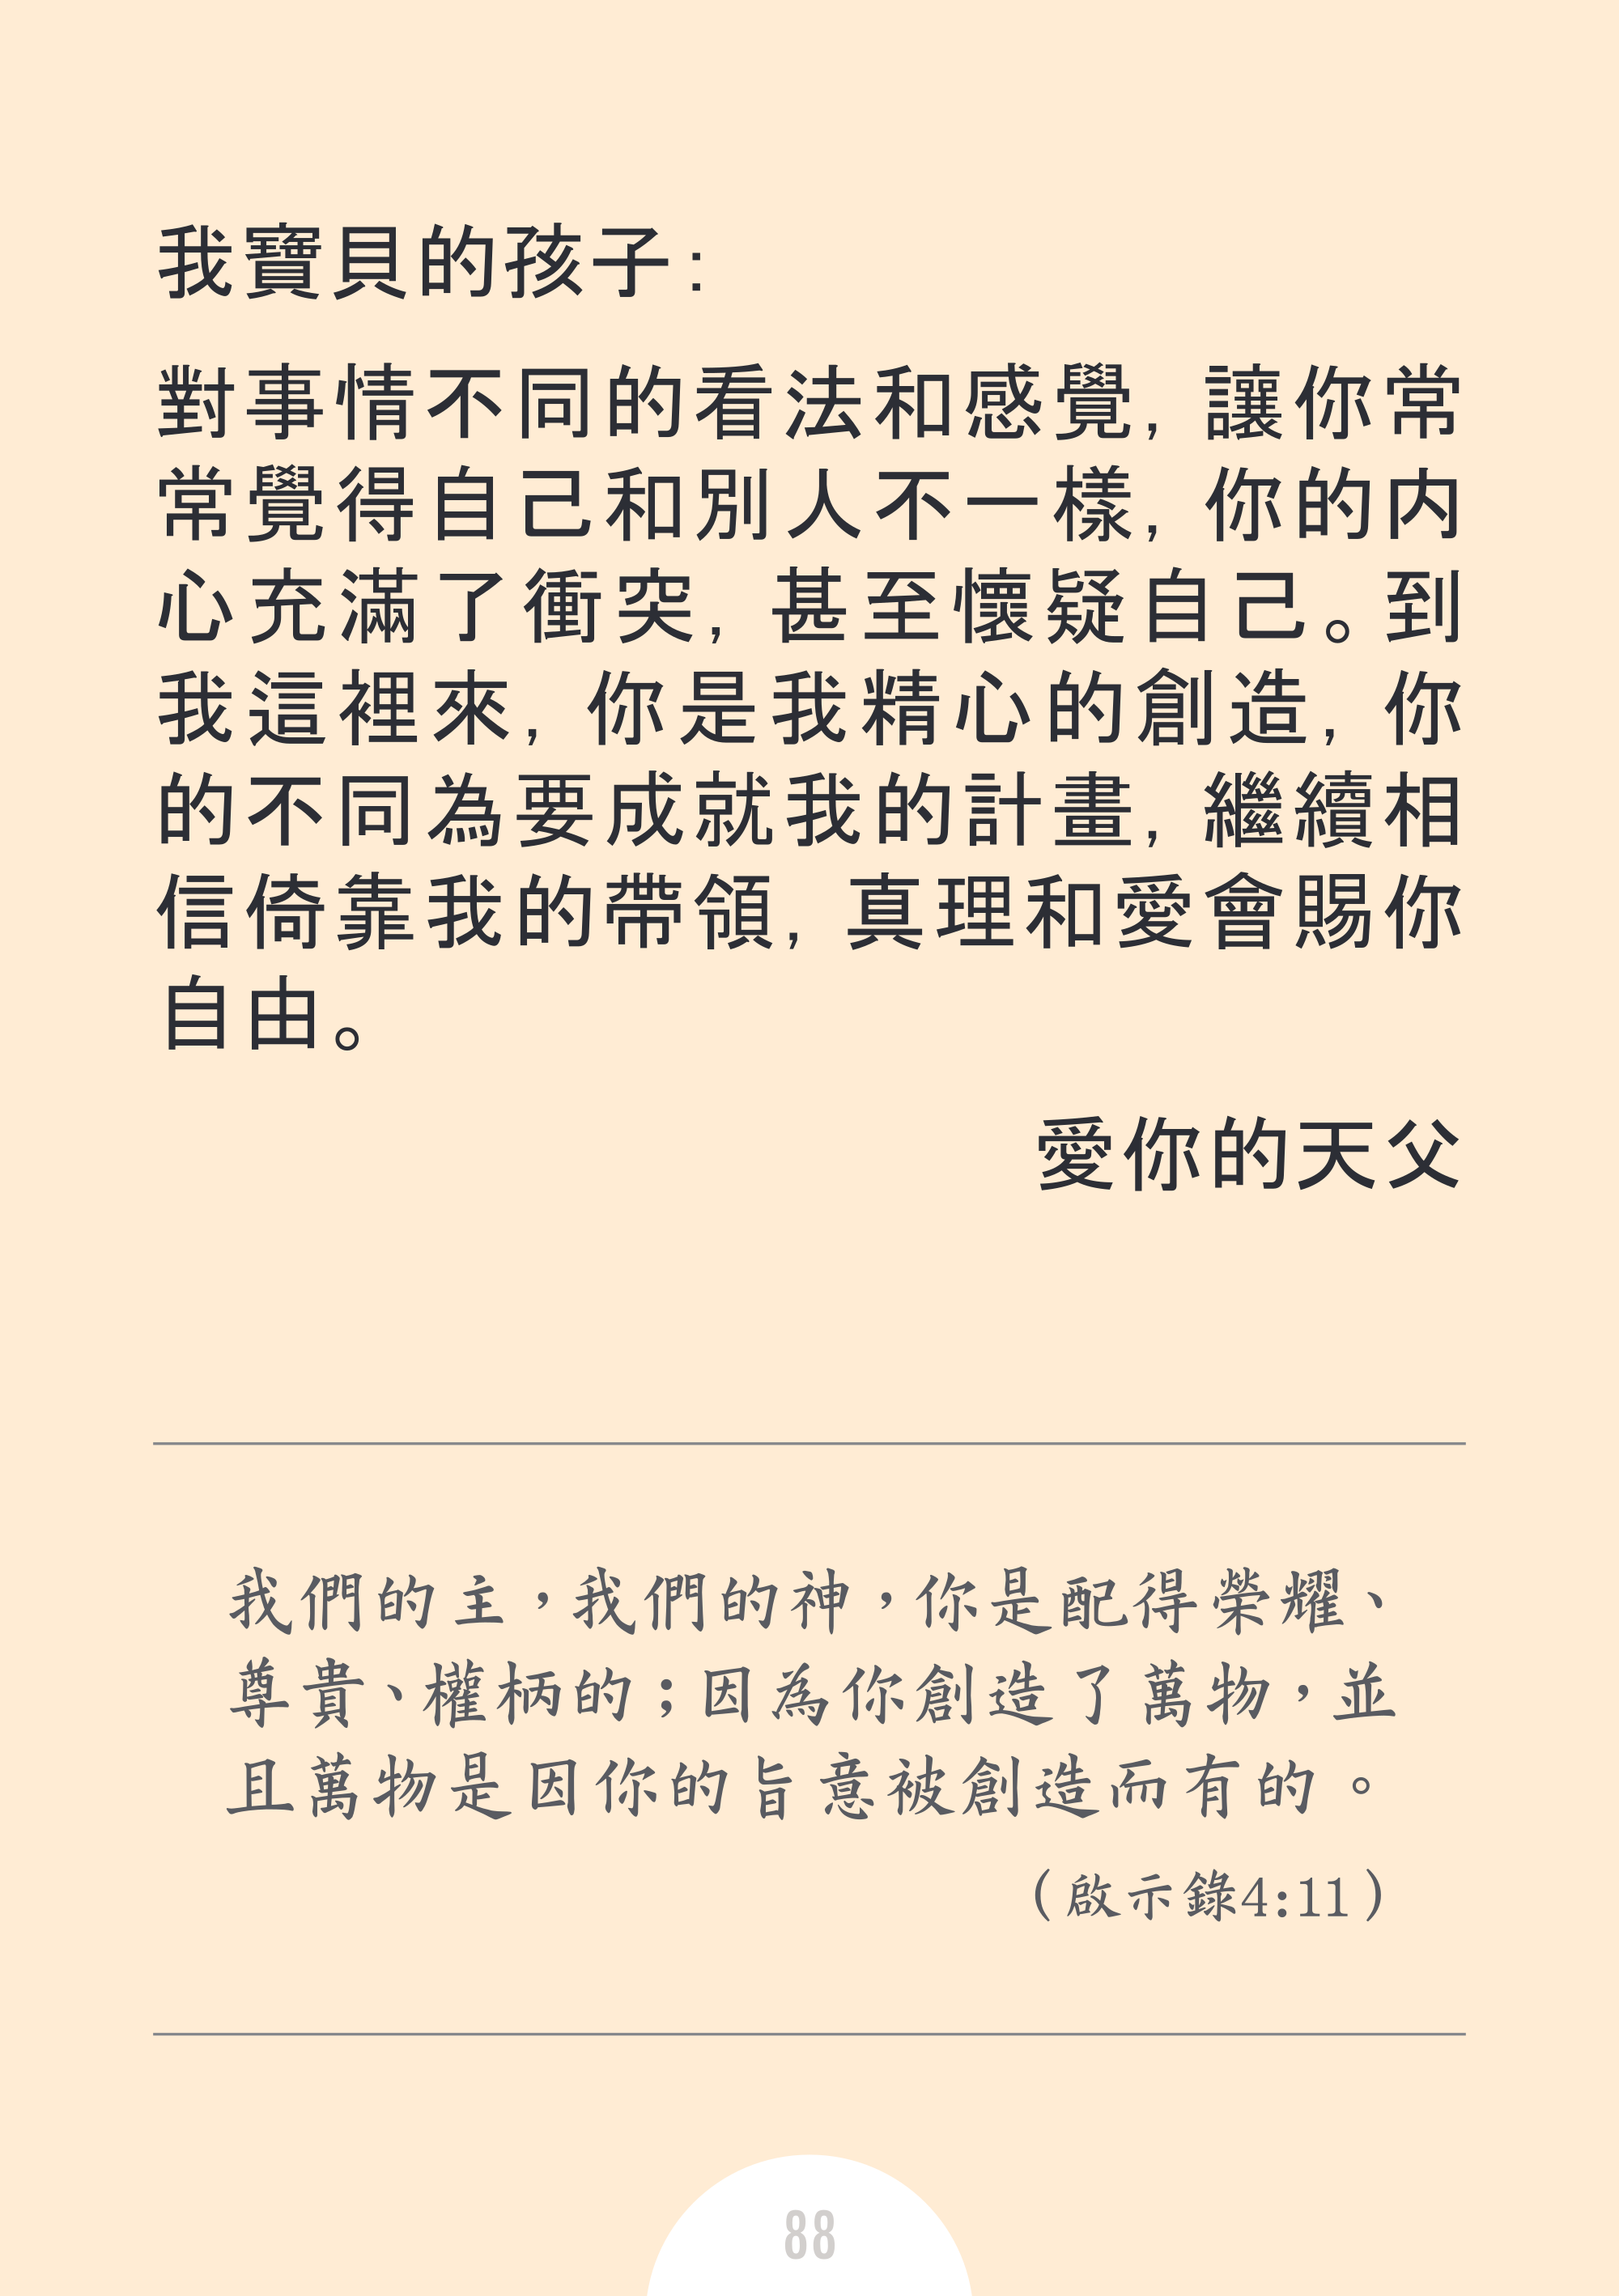 我寶貝的孩子：
對事情不同的看法和感覺，讓你常
常覺得自己和別人不一樣，你的内
心充滿了衝突，甚至懷疑自己。到
我這裡來，你是我精心的創造，你
的不同為要成就我的計畫，繼續相
信倚靠我的帶領，真理和愛會賜你
自由。
愛你的天父
我們的主，我們的神，你是配得榮耀、
尊貴、權柄的；因為你創造了萬物，並
且萬物是因你的旨意被創造而有的。
（啟示錄4:11）
88